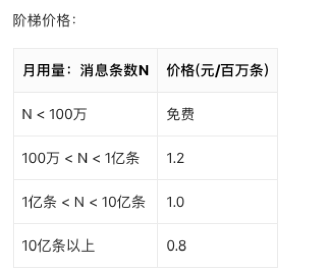 阶梯价格：
月用量：消息条数N 价格(元/百万条)
N < 100万 免费
100万 < N < 1亿条 1.2
1亿条 < N < 10亿条 1.0
10亿条以上 0.8